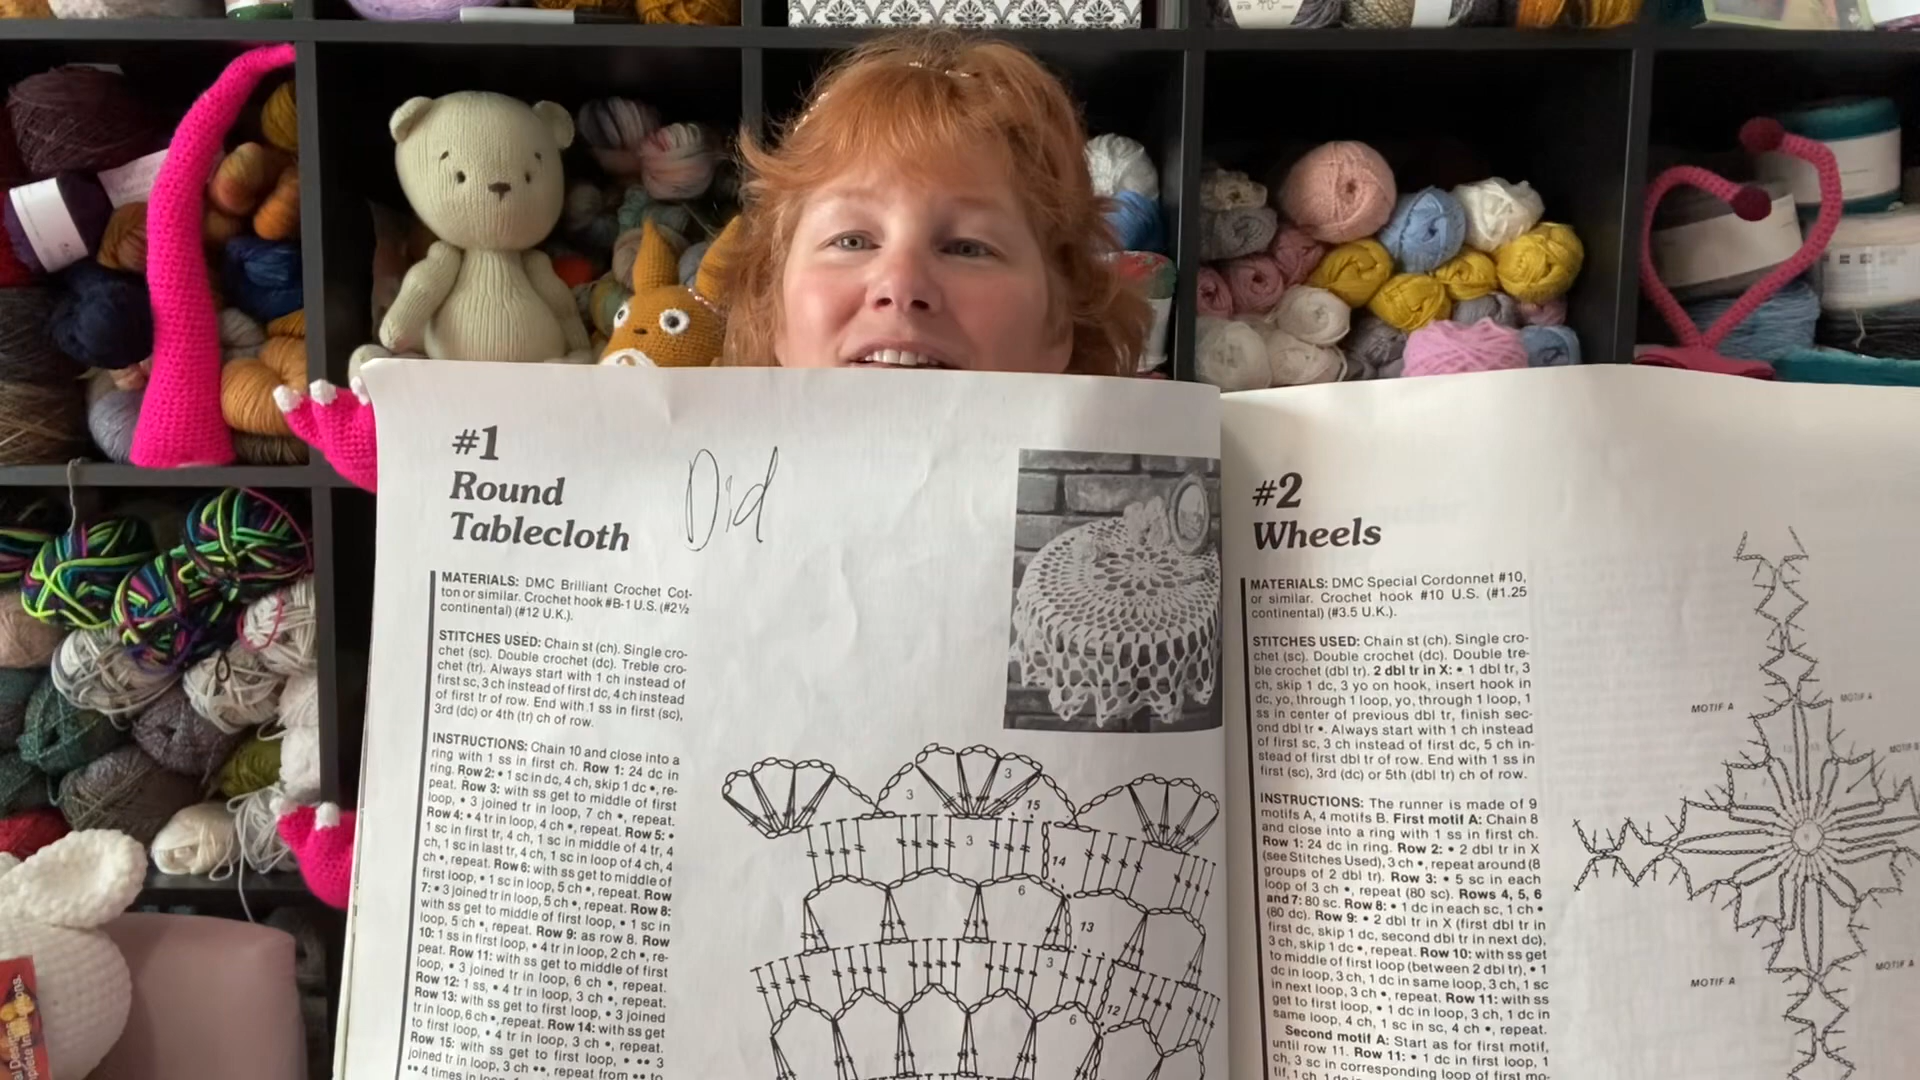 #1
Round
Tablecloth
Did
MATERIALS: DMC Brilliant Crochet Cot-
ton or similar. Crochet hook #B-1 U.S. (#2½
continental) (#12 U.K.).
STITCHES USED: Chain st (ch). Single cro-
chet (sc). Double crochet (dc). Treble cro-
chet (tr). Always start with 1 ch instead of
first sc, 3 ch instead of first dc, 4 ch instead
of first tr of row. End with 1 ss in first (sc),
3rd (dc) or 4th (tr) ch of row.
INSTRUCTIONS: Chain 10 and close into a
ring with 1 ss in first ch. Row 1: 24 dc in
ring. Row 2: • 1 sc in dc, 4 ch, skip 1 dc •, re-
peat. Row 3: with ss get to middle of first
loop, • 3 joined tr in loop, 7 ch •, repeat.
Row 4: • 4 tr in loop, 4 ch •, repeat. Row 5: •
1 sc in first tr, 4 ch, 1 sc in middle of 4 tr, 4
ch, 1 sc in last tr, 4 ch, 1 sc in loop of 4 ch, 4
ch •, repeat. Row 6: with ss get to middle of
first loop, • 1 sc in loop, 5 ch •, repeat. Row
7: • 3 joined tr in loop, 5 ch •, repeat. Row 8:
with ss get to middle of first loop, • 1 sc in
loop, 5 ch •, repeat. Row 9: as row 8. Row
10: 1 ss in first loop, • 4 tr in loop, 2 ch •, re-
peat. Row 11: with ss get to middle of first
loop, • 3 joined tr in loop, 6 ch •, repeat.
Row 12: 1 ss, • 4 tr in loop, 3 ch •, repeat.
Row 13: with ss get to first loop, • 3 joined
tr in loop, 6 ch •, repeat. Row 14: with ss get
to first loop, • 4 tr in loop, 3 ch •, repeat.
Row 15: with ss get to first loop, • •• 3
joined tr in loop, 3 ch ••, repeat from •• to
•• 4 times in
3
3
15
3
14
6
13
3
12
6
#2
Wheels
MATERIALS: DMC Special Cordonnet #10,
or similar. Crochet hook #10 U.S. (#1.25
continental) (#3.5 U.K.).
STITCHES USED: Chain st (ch). Single cro-
chet (sc). Double crochet (dc). Double tre-
ble crochet (dbl tr). 2 dbl tr in X: • 1 dbl tr, 3
ch, skip 1 dc, 3 yo on hook, insert hook in
dc, yo, through 1 loop, yo, through 1 loop, 1
ss in center of previous dbl tr, finish sec-
ond dbl tr •. Always start with 1 ch instead
of first sc, 3 ch instead of first dc, 5 ch in-
stead of first dbl tr of row. End with 1 ss in
first (sc), 3rd (dc) or 5th (dbl tr) ch of row.
INSTRUCTIONS: The runner is made of 9
motifs A, 4 motifs B. First motif A: Chain 8
and close into a ring with 1 ss in first ch.
Row 1: 24 dc in ring. Row 2: • 2 dbl tr in X
(see Stitches Used), 3 ch •, repeat around (8
groups of 2 dbl tr). Row 3: • 5 sc in each
loop of 3 ch •, repeat (80 sc). Rows 4, 5, 6
and 7: 80 sc. Row 8: • 1 dc in each sc, 1 ch •
(80 dc). Row 9: • 2 dbl tr in X (first dbl tr in
first dc, skip 1 dc, second dbl tr in next dc),
3 ch, skip 1 dc •, repeat. Row 10: with ss get
to middle of first loop (between 2 dbl tr), • 1
dc in loop, 3 ch, 1 dc in same loop, 3 ch, 1 sc
in next loop, 3 ch •, repeat. Row 11: with ss
get to first loop, • 1 dc in loop, 3 ch, 1 dc in
same loop, 4 ch, 1 sc in sc, 4 ch •, repeat.
Second motif A: Start as for first motif,
until row 11. Row 11: • 1 dc in first loop, 1
ch, 3 sc in corresponding loop of first mo-
tif, 1 ch, 1 dc
MOTIF A
MOTIF A
MOTIF A
MOTIF A